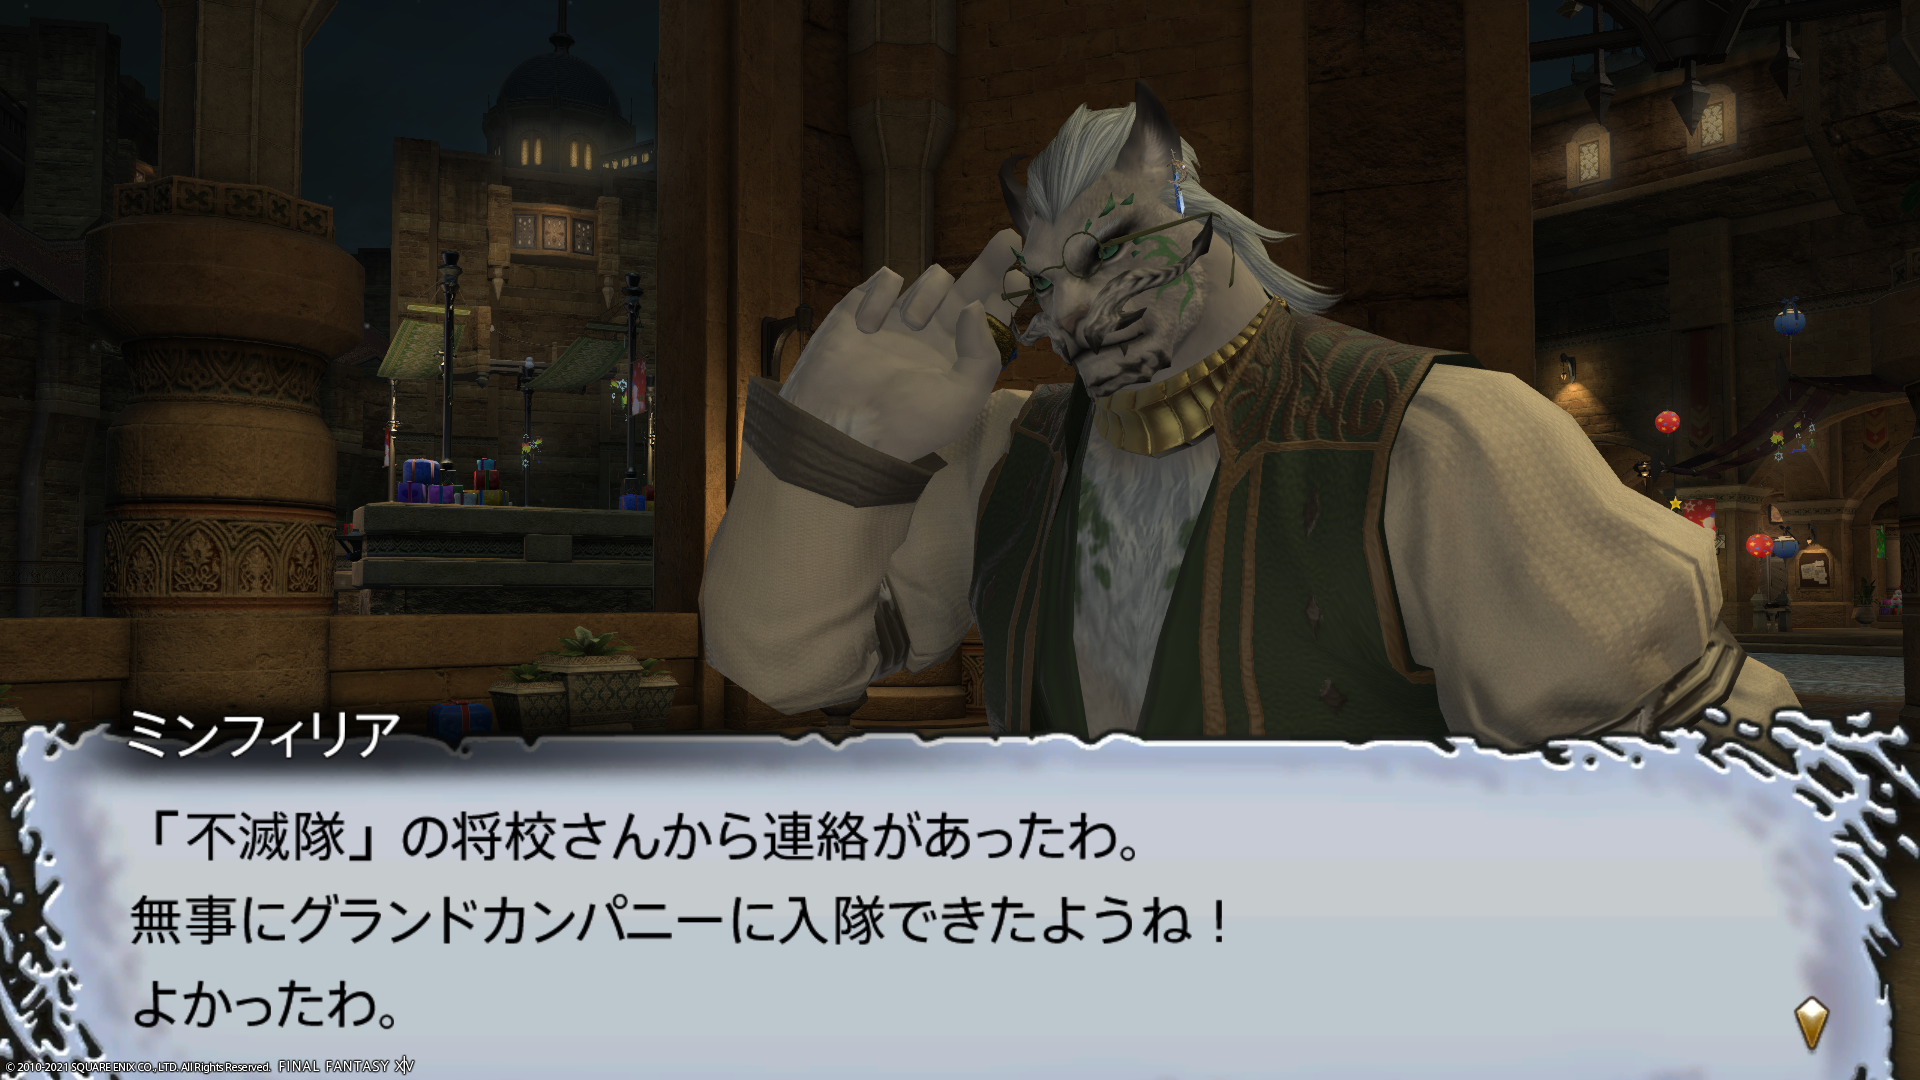 ミンフィリア
「不滅隊」の将校さんから連絡があったわ。
無事にグランドカンパニーに入隊できたようね！
よかったわ。
© 2010-2021 SQUARE ENIX CO., LTD. All Rights Reserved. FINAL FANTASY XIV